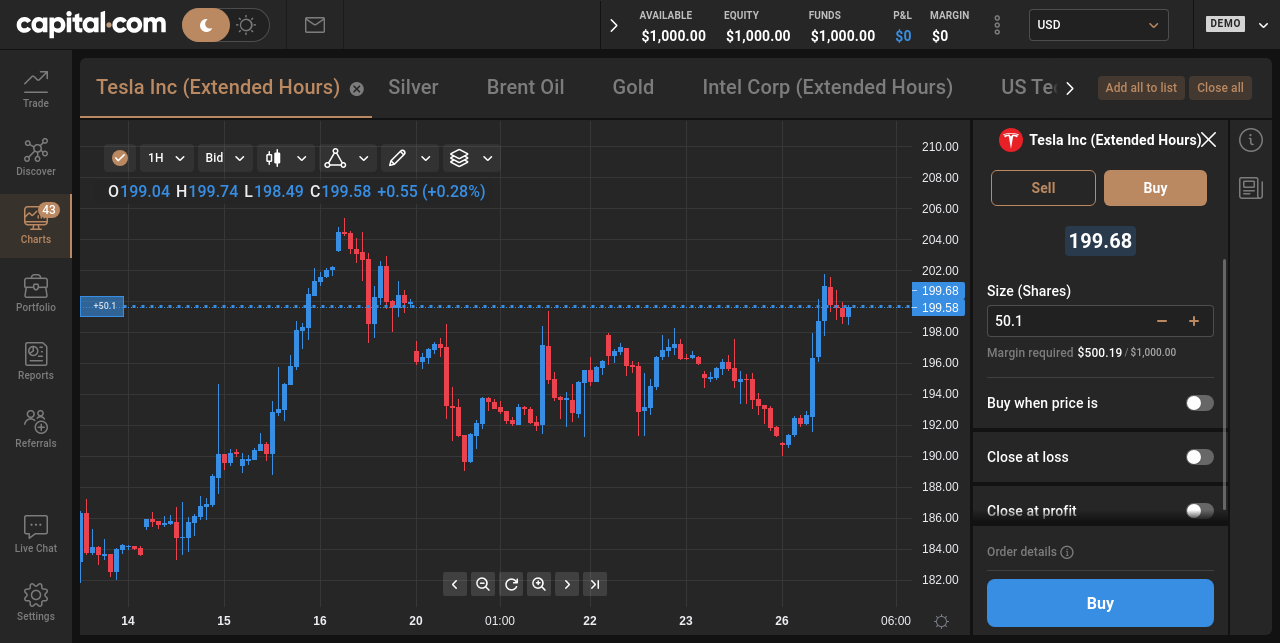 capital.com
AVAILABLE EQUITY FUNDS P&L MARGIN
$1,000.00 $1,000.00 $1,000.00 $0 $0
USD
DEMO
Trade
Discover
43
Charts
Portfolio
Reports
Referrals
Live Chat
Settings
Tesla Inc (Extended Hours) Silver Brent Oil Gold Intel Corp (Extended Hours) US Te
Add all to list Close all
1H Bid
O199.04 H199.74 L198.49 C199.58 +0.55 (+0.28%)
+50.1
210.00
208.00
206.00
204.00
202.00
199.68
199.58
198.00
196.00
194.00
192.00
190.00
188.00
186.00
184.00
182.00
14 15 16 20 01:00 22 23 26 06:00
Tesla Inc (Extended Hours)
Sell Buy
199.68
Size (Shares)
50.1
Margin required $500.19 / $1,000.00
Buy when price is
Close at loss
Close at profit
Order details
Buy